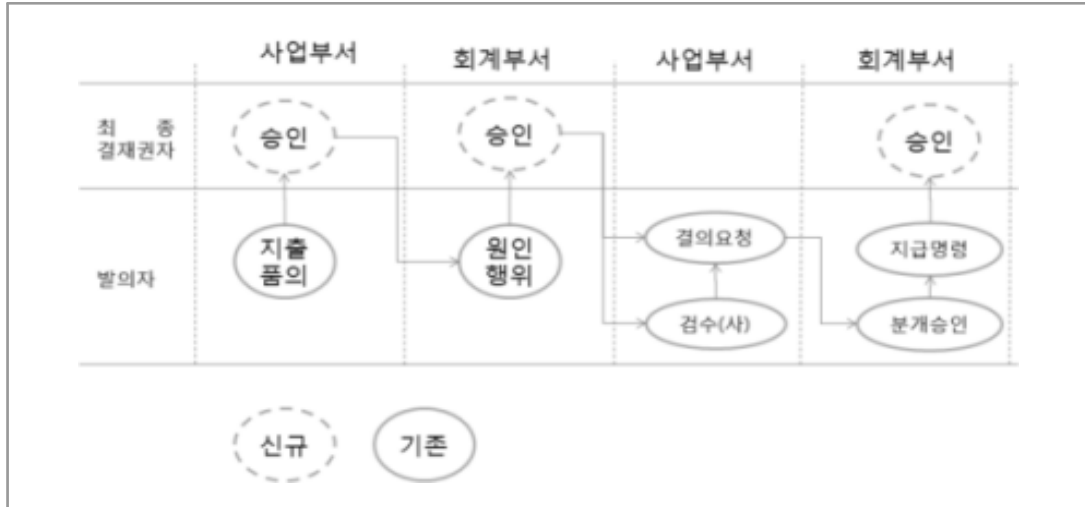 사업부서 회계부서 사업부서 회계부서
최 종
결재권자
승인 승인 승인
발의자
지출
품의
원인
행위
결의요청
검수(사)
지급명령
분개승인
신규 기존